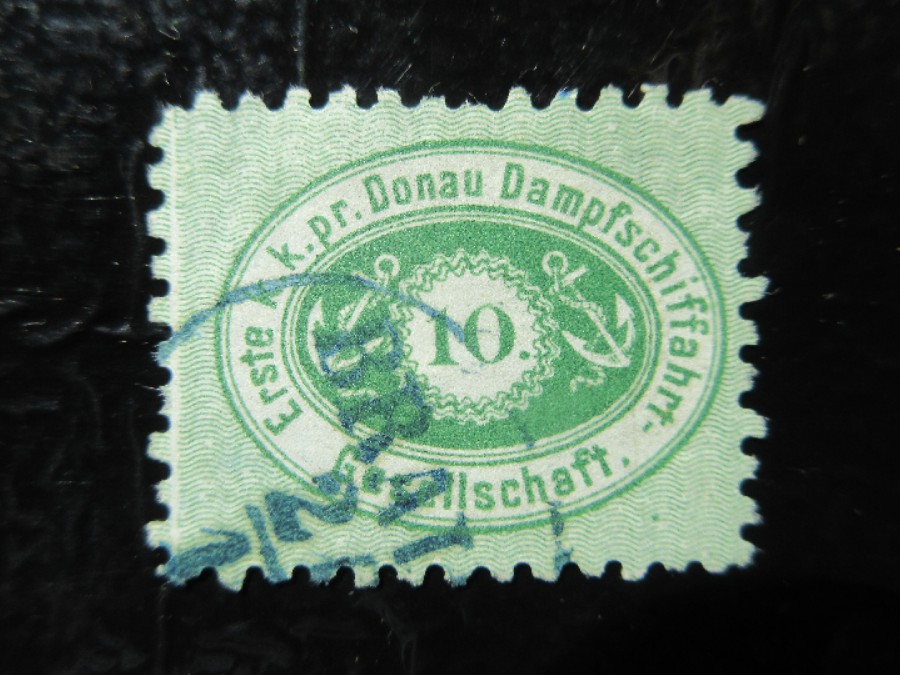 Erste k. k. pr. Donau Dampfschiffahrt-
Gesellschaft.
10.